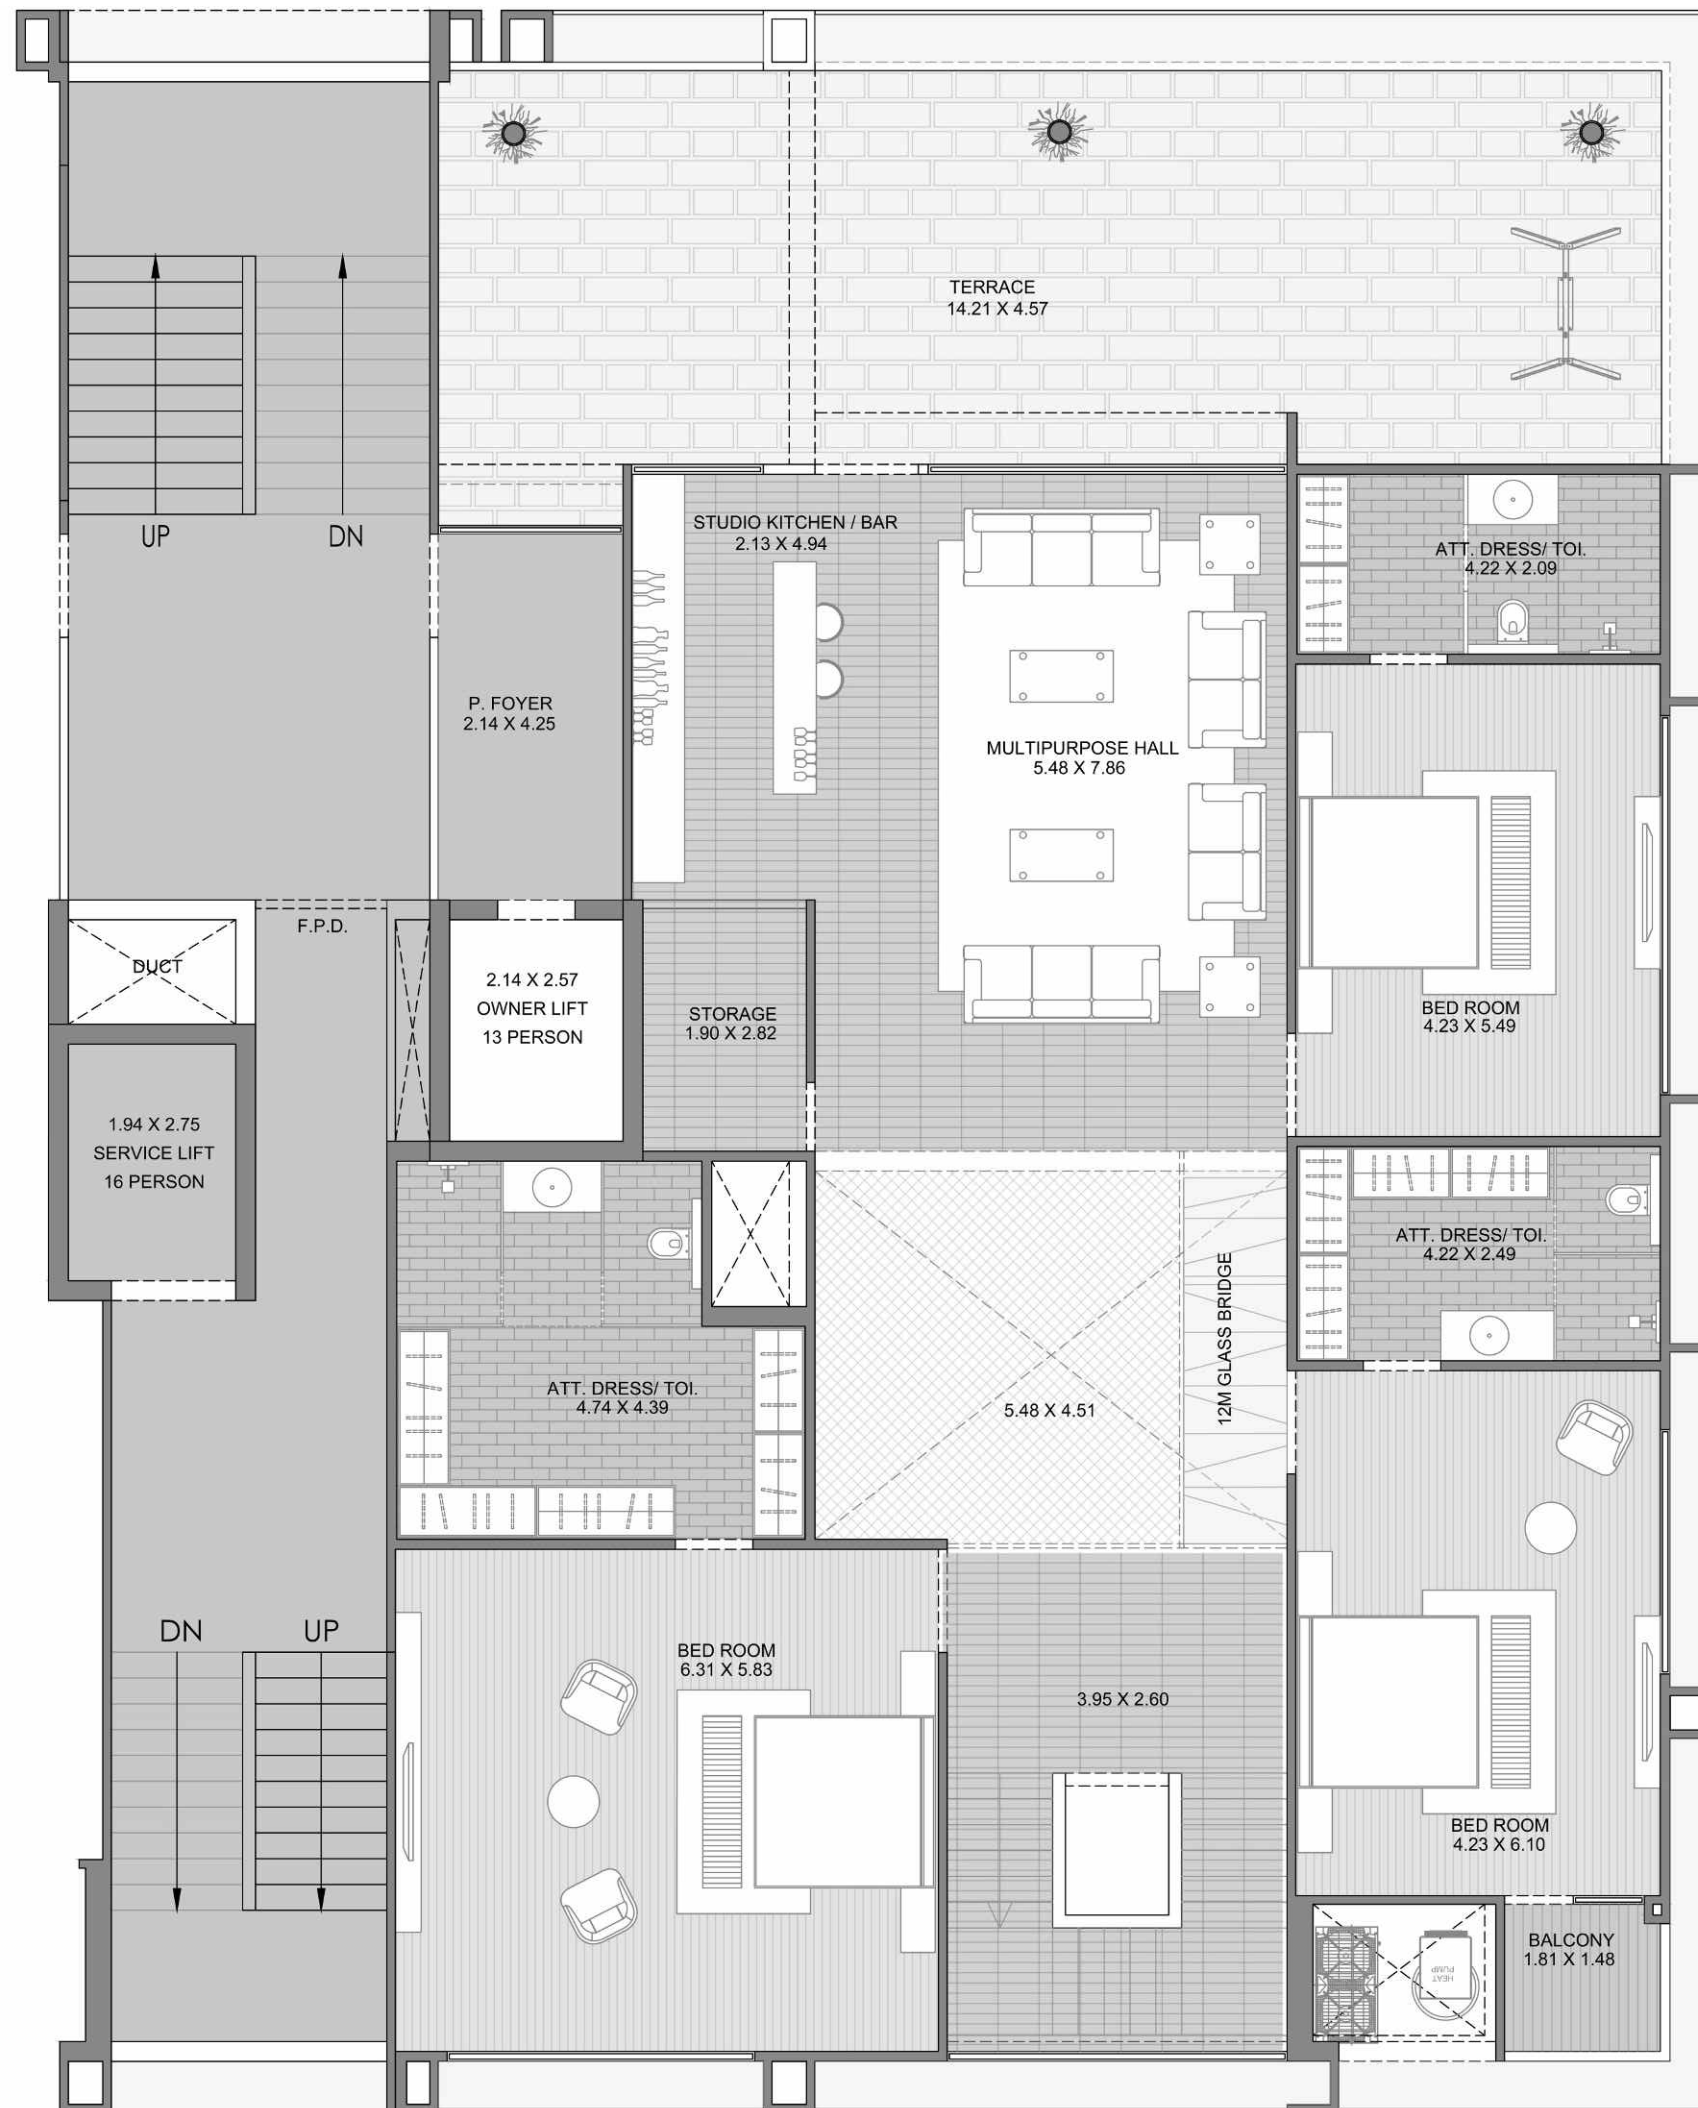 TERRACE
14.21 X 4.57
UP
DN
STUDIO KITCHEN / BAR
2.13 X 4.94
ATT. DRESS/ TOI.
4.22 X 2.09
P. FOYER
2.14 X 4.25
MULTIPURPOSE HALL
5.48 X 7.86
F.P.D.
DUCT
2.14 X 2.57
OWNER LIFT
13 PERSON
STORAGE
1.90 X 2.82
BED ROOM
4.23 X 5.49
1.94 X 2.75
SERVICE LIFT
16 PERSON
ATT. DRESS/ TOI.
4.22 X 2.49
12M GLASS BRIDGE
ATT. DRESS/ TOI.
4.74 X 4.39
5.48 X 4.51
DN
UP
BED ROOM
6.31 X 5.83
3.95 X 2.60
BED ROOM
4.23 X 6.10
BALCONY
1.81 X 1.48
HEAT
PUMP